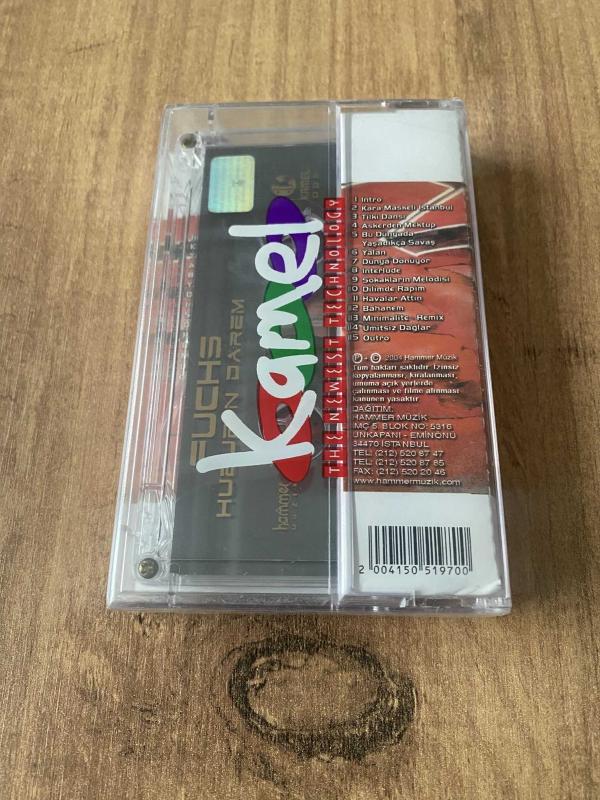 Kamel
THE NEWEST TECHNOLOGY
FUCHS
DAREM
hammer
müzik
KAMEL
1 Intro
2 Kara Maskeli İstanbul
3 Tilki Dansı
4 Askerden Mektup
5 Bu Dünyada
Yaşadıkça Savaş
6 Yalan
7 Dünya Dönüyor
8 Interlude
9 Sokakların Melodisi
10 Dilimde Rapim
11 Havalar Attın
12 Bahanem
13 Minimalite - Remix
14 Ümitsiz Dağlar
15 Outro
P - C 2004 Hammer Müzik
Tüm hakları saklıdır. İzinsiz
kopyalanması, kiralanması,
umuma açık yerlerde
çalınması ve filme alınması
kanunen yasaktır
DAĞITIM:
HAMMER MÜZİK
İMÇ 5. BLOK NO: 5316
UNKAPANI - EMİNÖNÜ
34470 İSTANBUL
TEL: (212) 520 87 47
TEL: (212) 520 87 85
FAX: (212) 520 20 46
www.hammermuzik.com
2 004150 519700